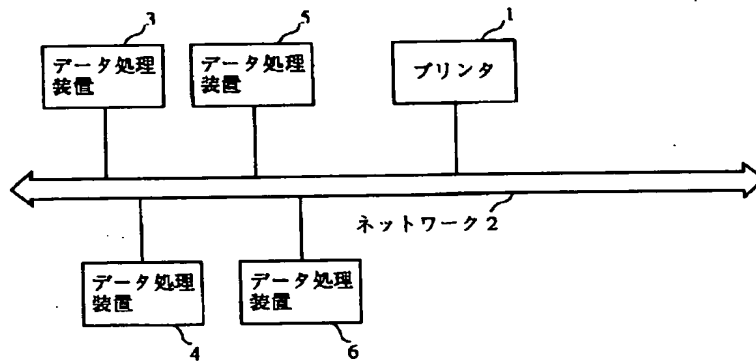 3
5
1
データ処理
装置
データ処理
装置
プリンタ
ネットワーク2
データ処理
装置
データ処理
装置
4
6